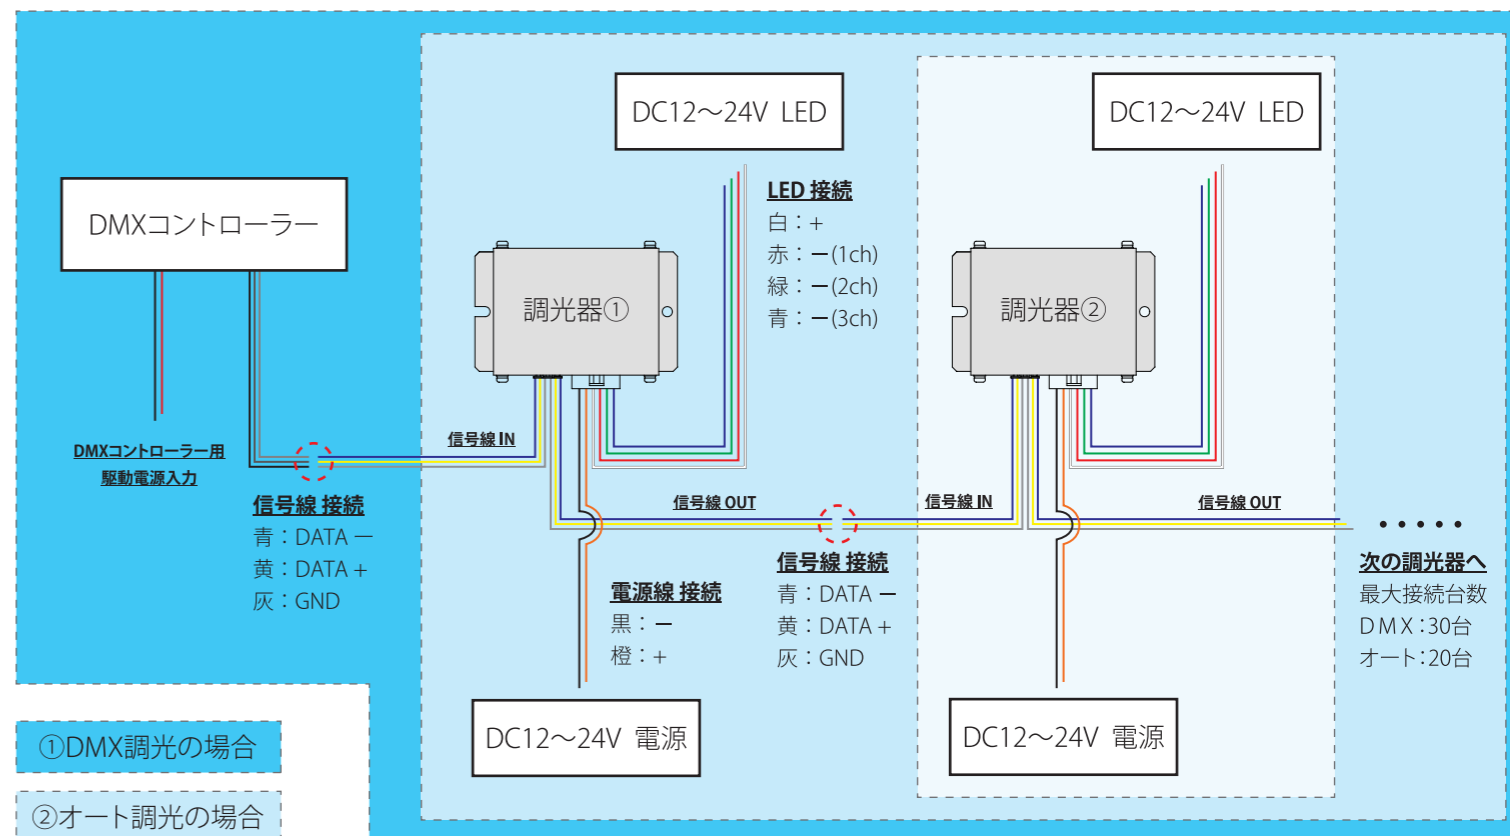 DMXコントローラー
DMXコントローラー用
駆動電源入力
信号線 接続
青：DATA －
黄：DATA +
灰：GND
信号線 IN
DC12～24V LED
LED 接続
白：+
赤：－(1ch)
緑：－(2ch)
青：－(3ch)
調光器①
信号線 OUT
電源線 接続
黒：－
橙：+
DC12～24V 電源
信号線 接続
青：DATA －
黄：DATA +
灰：GND
信号線 IN
DC12～24V LED
調光器②
信号線 OUT
DC12～24V 電源
・・・・・
次の調光器へ
最大接続台数
DMX：30台
オート：20台
①DMX調光の場合
②オート調光の場合